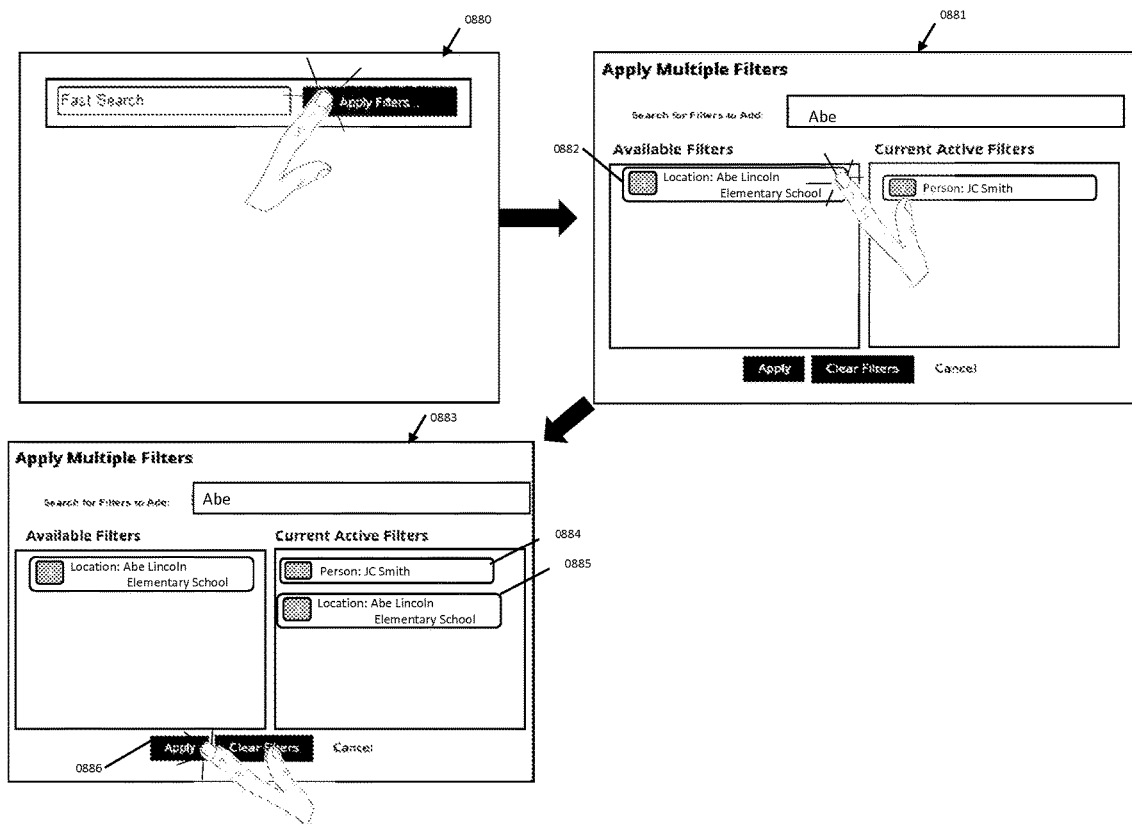 0880
Fast Search
Apply Filters...
0881
Apply Multiple Filters
Search for Filters to Add:
Abe
Available Filters
Current Active Filters
0882
Location: Abe Lincoln
Elementary School
Person: JC Smith
Apply
Clear Filters
Cancel
0883
Apply Multiple Filters
Search for Filters to Add:
Abe
Available Filters
Current Active Filters
Location: Abe Lincoln
Elementary School
0884
Person: JC Smith
0885
Location: Abe Lincoln
Elementary School
Apply
Clear Filters
Cancel
0886